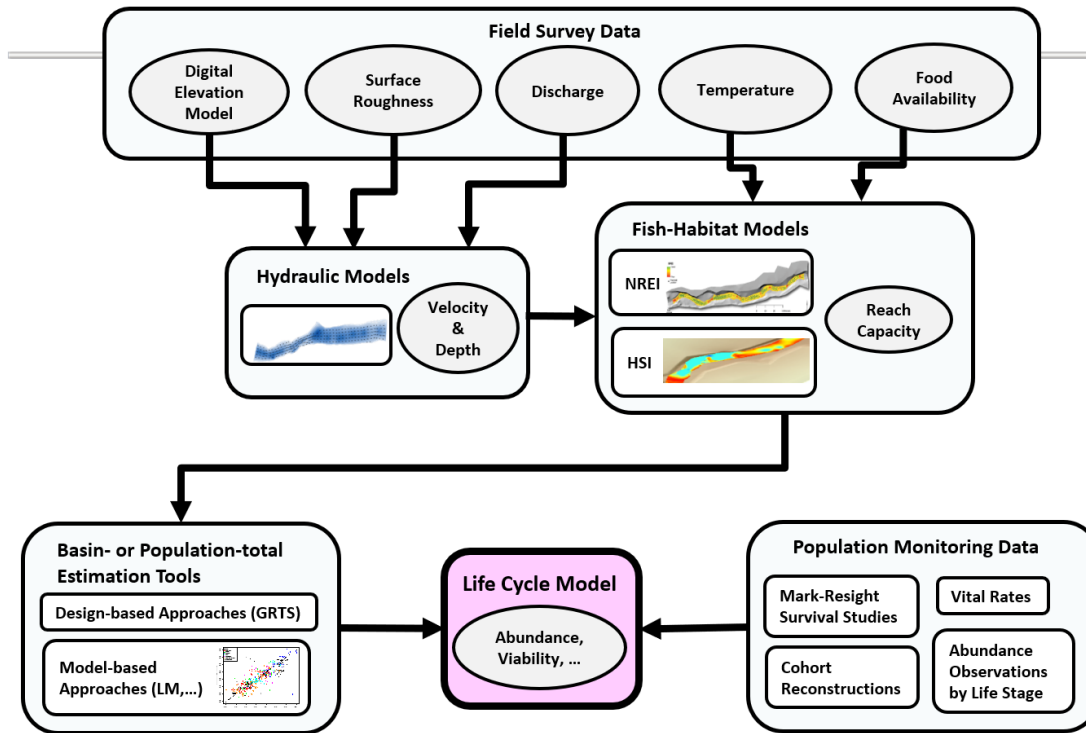 Field Survey Data
Digital
Elevation
Model
Surface
Roughness
Discharge
Temperature
Food
Availability
Hydraulic Models
Velocity
&
Depth
Fish-Habitat Models
NREI
HSI
Reach
Capacity
Basin- or Population-total
Estimation Tools
Design-based Approaches (GRTS)
Model-based
Approaches (LM,...)
Life Cycle Model
Abundance,
Viability, ...
Population Monitoring Data
Mark-Resight
Survival Studies
Vital Rates
Cohort
Reconstructions
Abundance
Observations
by Life Stage